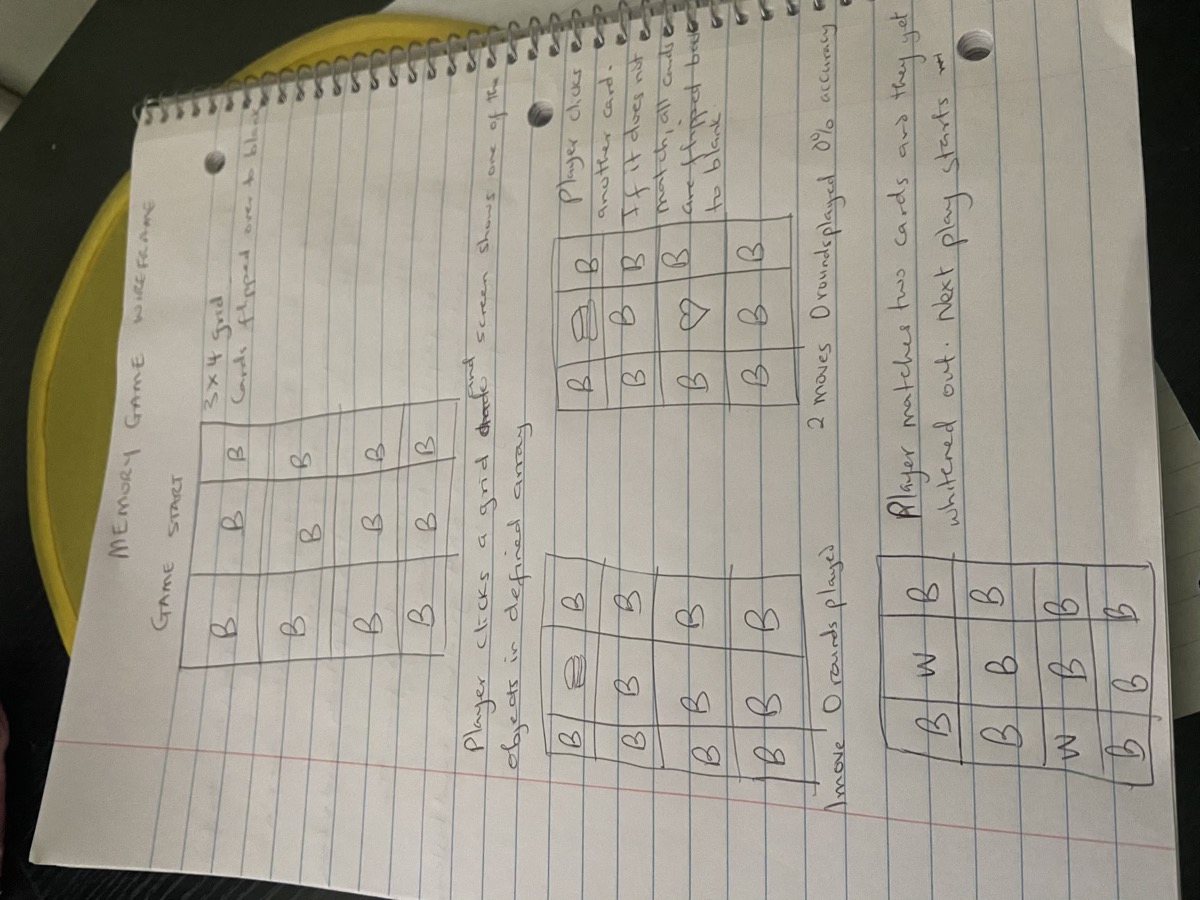 MEMORY GAME WIREFRAME
GAME START
B B B
B B B
B B B
B B B
3x4 grid
Cards flipped over to blank
Player clicks a grid and screen shows one of the
objects in defined array
B B
B B B
B B B
B B B
1 move 0 rounds played
B B
B B B
B B
B B B
Player clicks
another card.
If it does not
match, all cards
are flipped back
to blank.
2 moves 0 rounds played 0% accuracy
B W B
B B B
W B B
B B B
Player matches two cards and they get
whitened out. Next play starts